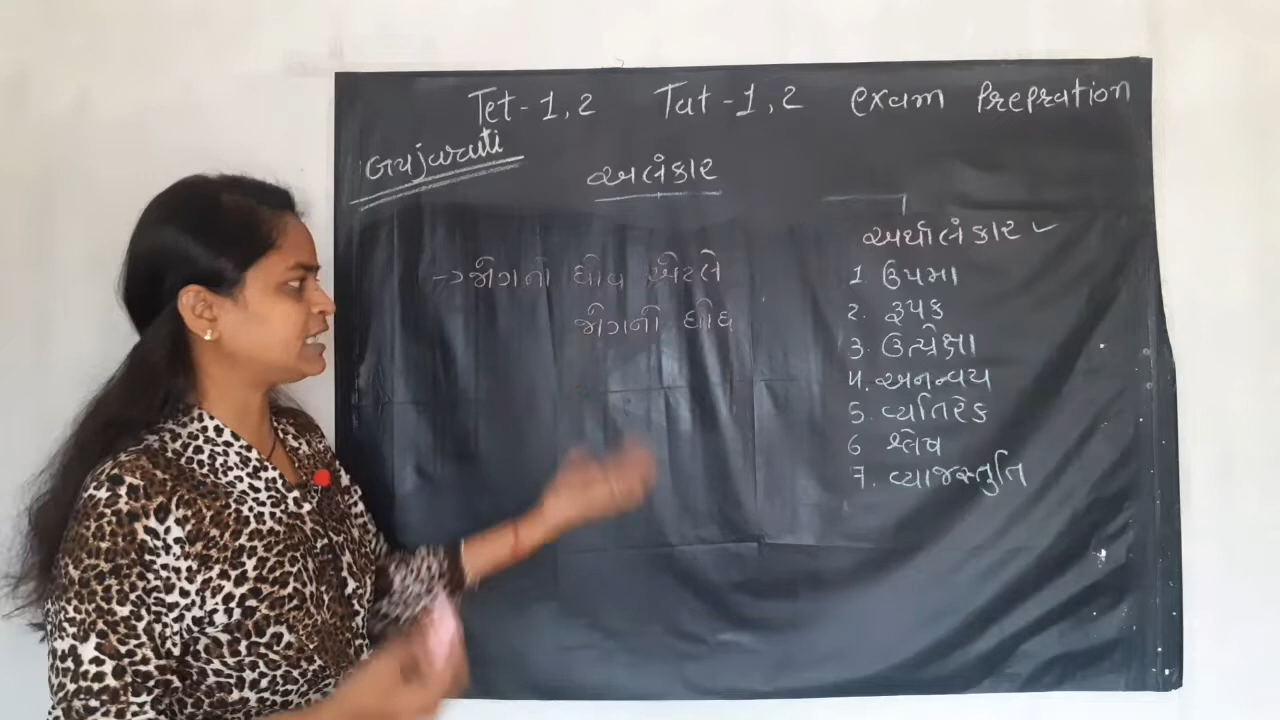 Tet-1,2 Tat-1,2 exam Prepration
Gujarati
અલંકાર
અર્થાલંકાર ✓
1 ઉપમા
2. રૂપક
3. ઉત્પ્રેક્ષા
4. અનન્વય
5. વ્યતિરેક
6 શ્લેષ
7. વ્યાજસ્તુતિ
એટલે